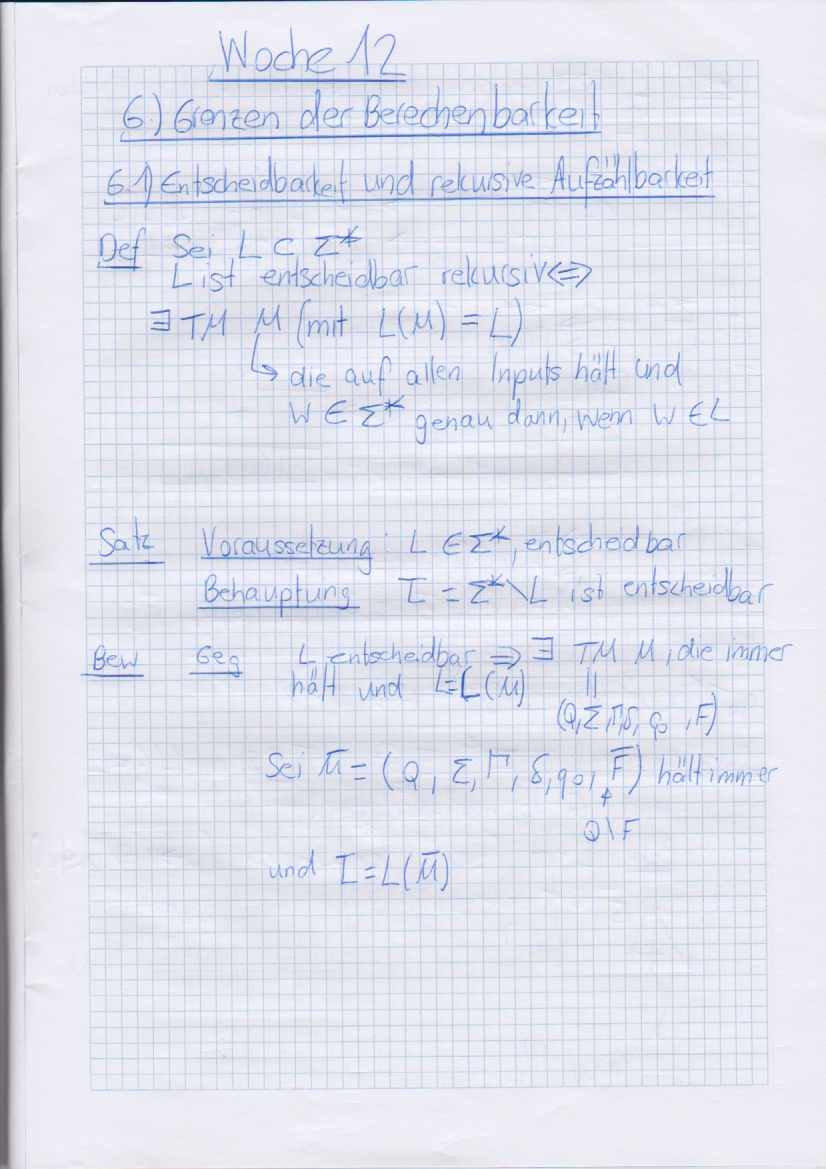 Woche 12
6.) Grenzen der Berechenbarkeit
6.1) Entscheidbarkeit und rekursive Aufzählbarkeit
Def Sei L ⊂ Σ*
L ist entscheidbar rekursiv <=>
∃ TM M (mit L(M) = L)
↳ die auf allen Inputs hält und
W ∈ Σ* genau dann, wenn W ∈ L
Satz Voraussetzung: L ∈ Σ*, entscheidbar
Behauptung L̅ = Σ* \ L ist entscheidbar
Bew Geg L entscheidbar => ∃ TM M, die immer
hält und L=L(M) ||
(Q, Σ, Γ, δ, q0, F)
Sei M̅ = (Q, Σ, Γ, δ, q0, F̅) hält immer
↑
Q\F
und L̅ = L(M̅)